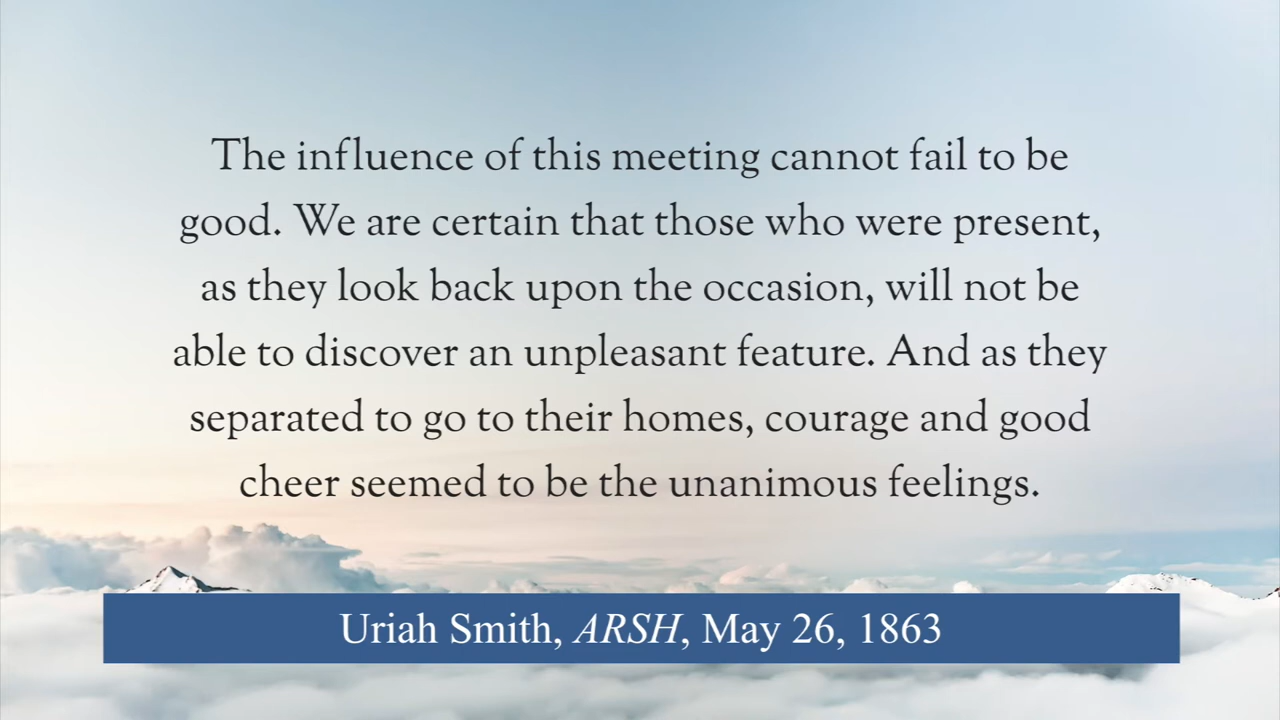 The influence of this meeting cannot fail to be
good. We are certain that those who were present,
as they look back upon the occasion, will not be
able to discover an unpleasant feature. And as they
separated to go to their homes, courage and good
cheer seemed to be the unanimous feelings.
Uriah Smith, ARSH, May 26, 1863